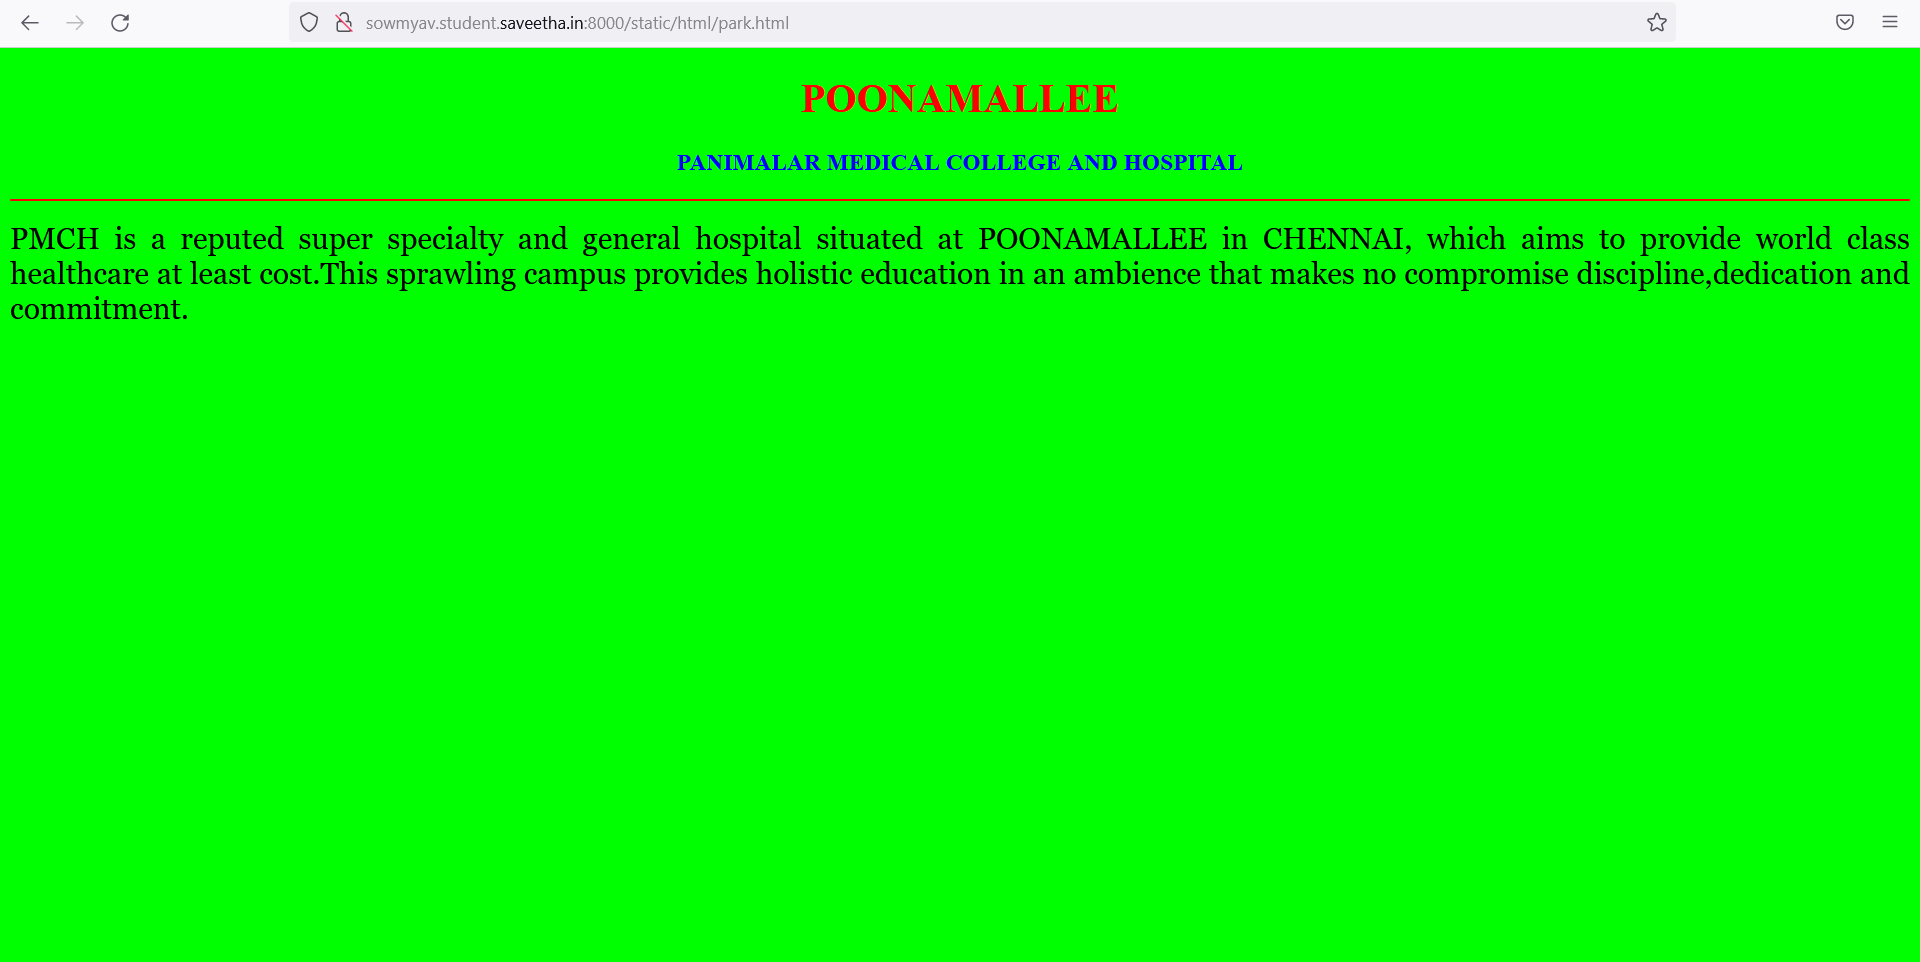 sowmyav.student.saveetha.in:8000/static/html/park.html
POONAMALLEE
PANIMALAR MEDICAL COLLEGE AND HOSPITAL
PMCH is a reputed super specialty and general hospital situated at POONAMALLEE in CHENNAI, which aims to provide world class
healthcare at least cost.This sprawling campus provides holistic education in an ambience that makes no compromise discipline,dedication and
commitment.